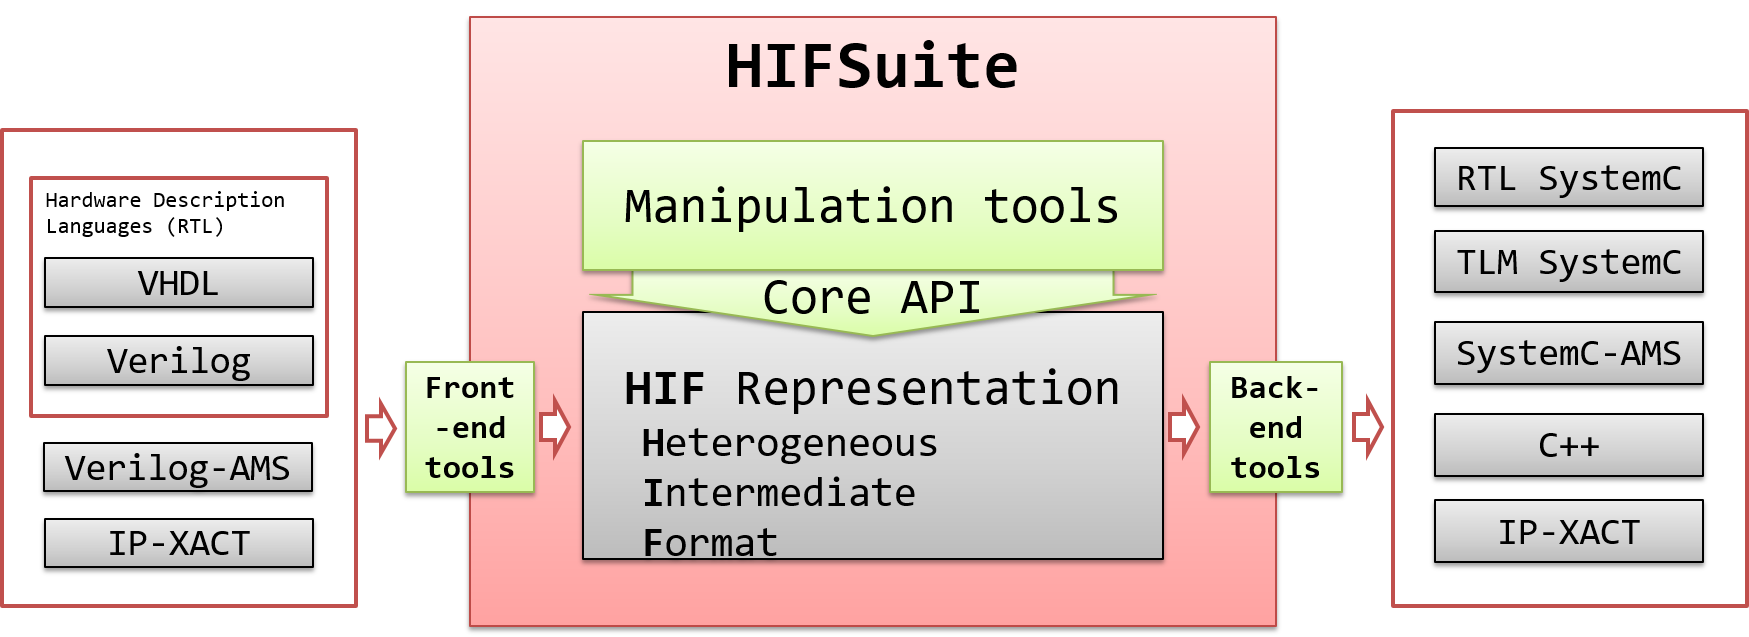 HIFSuite
Hardware Description
Languages (RTL)
VHDL
Verilog
Verilog-AMS
IP-XACT
Front
-end
tools
Manipulation tools
Core API
HIF Representation
Heterogeneous
Intermediate
Format
Back-
end
tools
RTL SystemC
TLM SystemC
SystemC-AMS
C++
IP-XACT